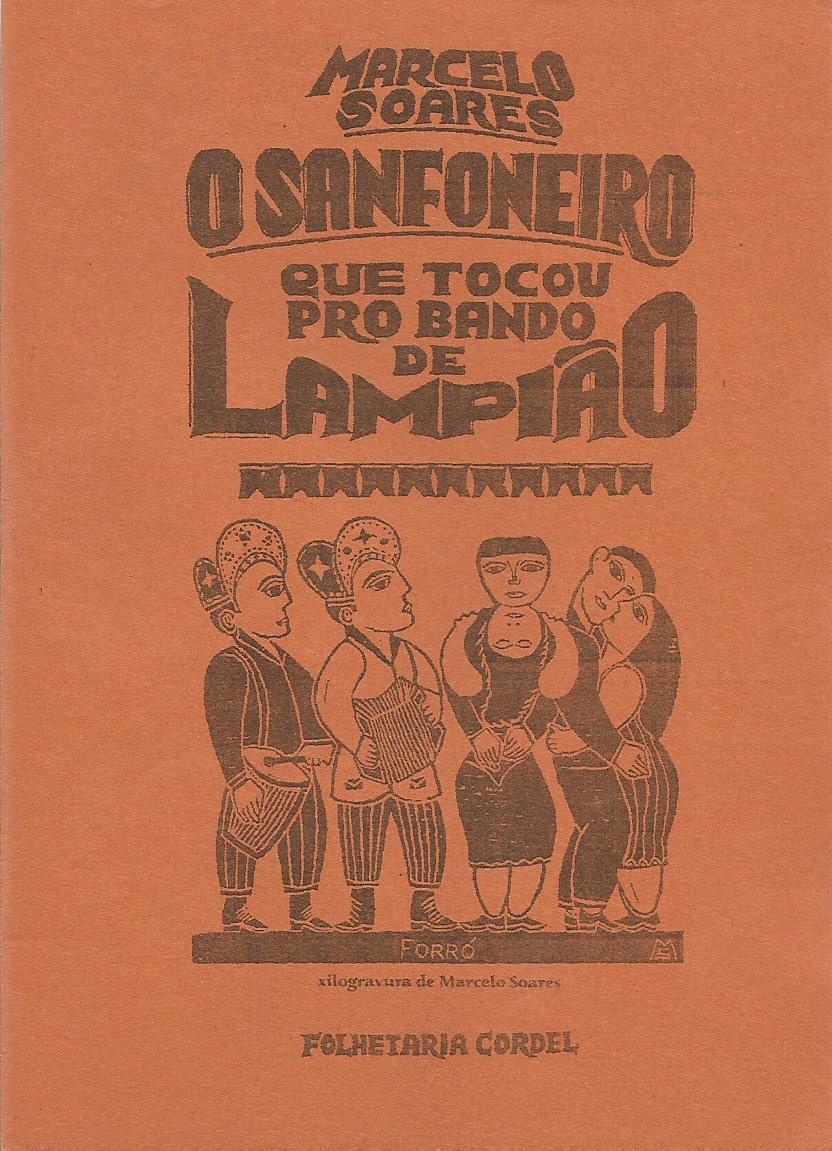 MARCELO
SOARES
O SANFONEIRO
QUE TOCOU
PRO BANDO
DE
LAMPIÃO
FORRÓ
xilogravura de Marcelo Soares
FOLHETARIA CORDEL